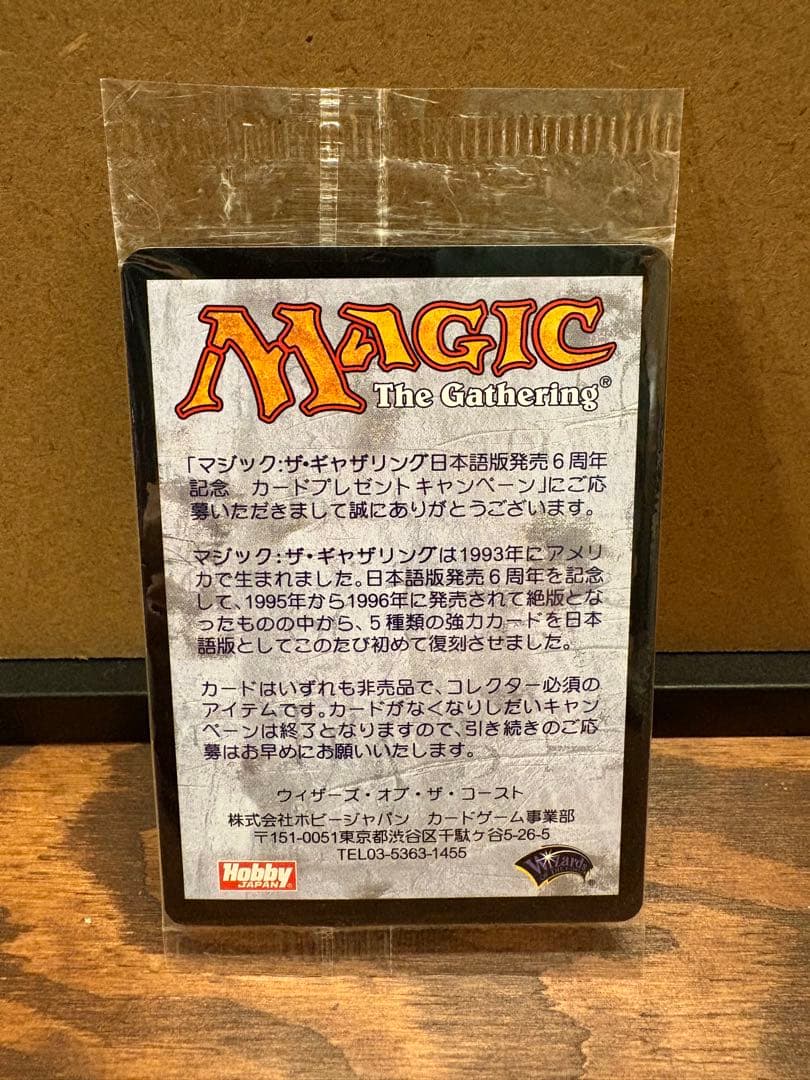 MAGIC
The Gathering®
「マジック:ザ・ギャザリング日本語版発売6周年
記念　カードプレゼントキャンペーン」にご応
募いただきまして誠にありがとうございます。
マジック:ザ・ギャザリングは1993年にアメリ
カで生まれました。日本語版発売6周年を記念
して、1995年から1996年に発売されて絶版とな
ったものの中から、5種類の強力カードを日本
語版としてこのたび初めて復刻させました。
カードはいずれも非売品で、コレクター必須の
アイテムです。カードがなくなりしだいキャン
ペーンは終了となりますので、引き続きのご応
募はお早めにお願いいたします。
ウィザーズ・オブ・ザ・コースト
株式会社ホビージャパン　カードゲーム事業部
〒151-0051東京都渋谷区千駄ヶ谷5-26-5
TEL03-5363-1455
Hobby
JAPAN®
Wizards
®